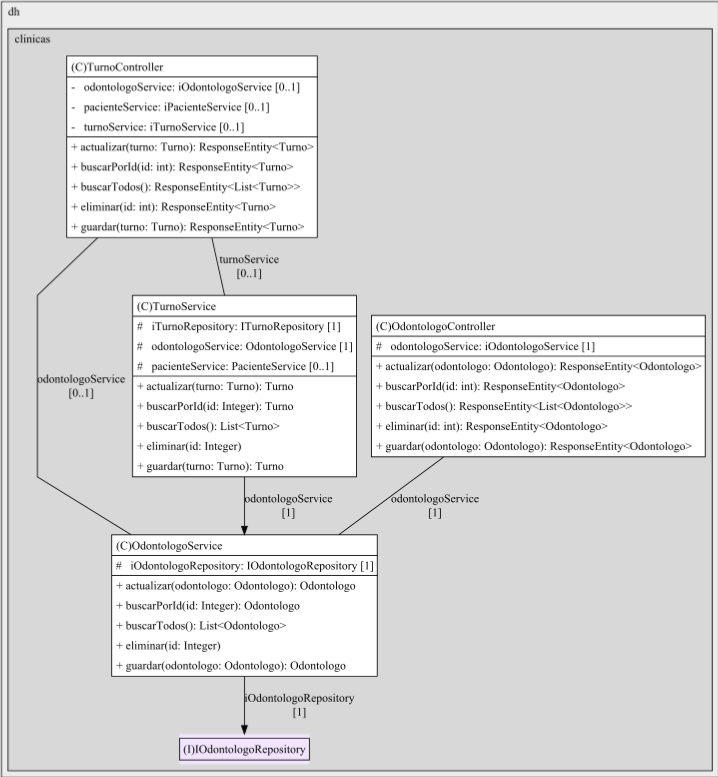 dh
clinicas
(C)TurnoController
- odontologoService: iOdontologoService [0..1]
- pacienteService: iPacienteService [0..1]
- turnoService: iTurnoService [0..1]
+ actualizar(turno: Turno): ResponseEntity<Turno>
+ buscarPorId(id: int): ResponseEntity<Turno>
+ buscarTodos(): ResponseEntity<List<Turno>>
+ eliminar(id: int): ResponseEntity<Turno>
+ guardar(turno: Turno): ResponseEntity<Turno>
turnoService
[0..1]
(C)TurnoService
# iTurnoRepository: ITurnoRepository [1]
# odontologoService: OdontologoService [1]
# pacienteService: PacienteService [0..1]
+ actualizar(turno: Turno): Turno
+ buscarPorId(id: Integer): Turno
+ buscarTodos(): List<Turno>
+ eliminar(id: Integer)
+ guardar(turno: Turno): Turno
(C)OdontologoController
# odontologoService: iOdontologoService [1]
+ actualizar(odontologo: Odontologo): ResponseEntity<Odontologo>
+ buscarPorId(id: int): ResponseEntity<Odontologo>
+ buscarTodos(): ResponseEntity<List<Odontologo>>
+ eliminar(id: int): ResponseEntity<Odontologo>
+ guardar(odontologo: Odontologo): ResponseEntity<Odontologo>
odontologoService
[0..1]
odontologoService
[1]
odontologoService
[1]
(C)OdontologoService
# iOdontologoRepository: IOdontologoRepository [1]
+ actualizar(odontologo: Odontologo): Odontologo
+ buscarPorId(id: Integer): Odontologo
+ buscarTodos(): List<Odontologo>
+ eliminar(id: Integer)
+ guardar(odontologo: Odontologo): Odontologo
iOdontologoRepository
[1]
(I)IOdontologoRepository